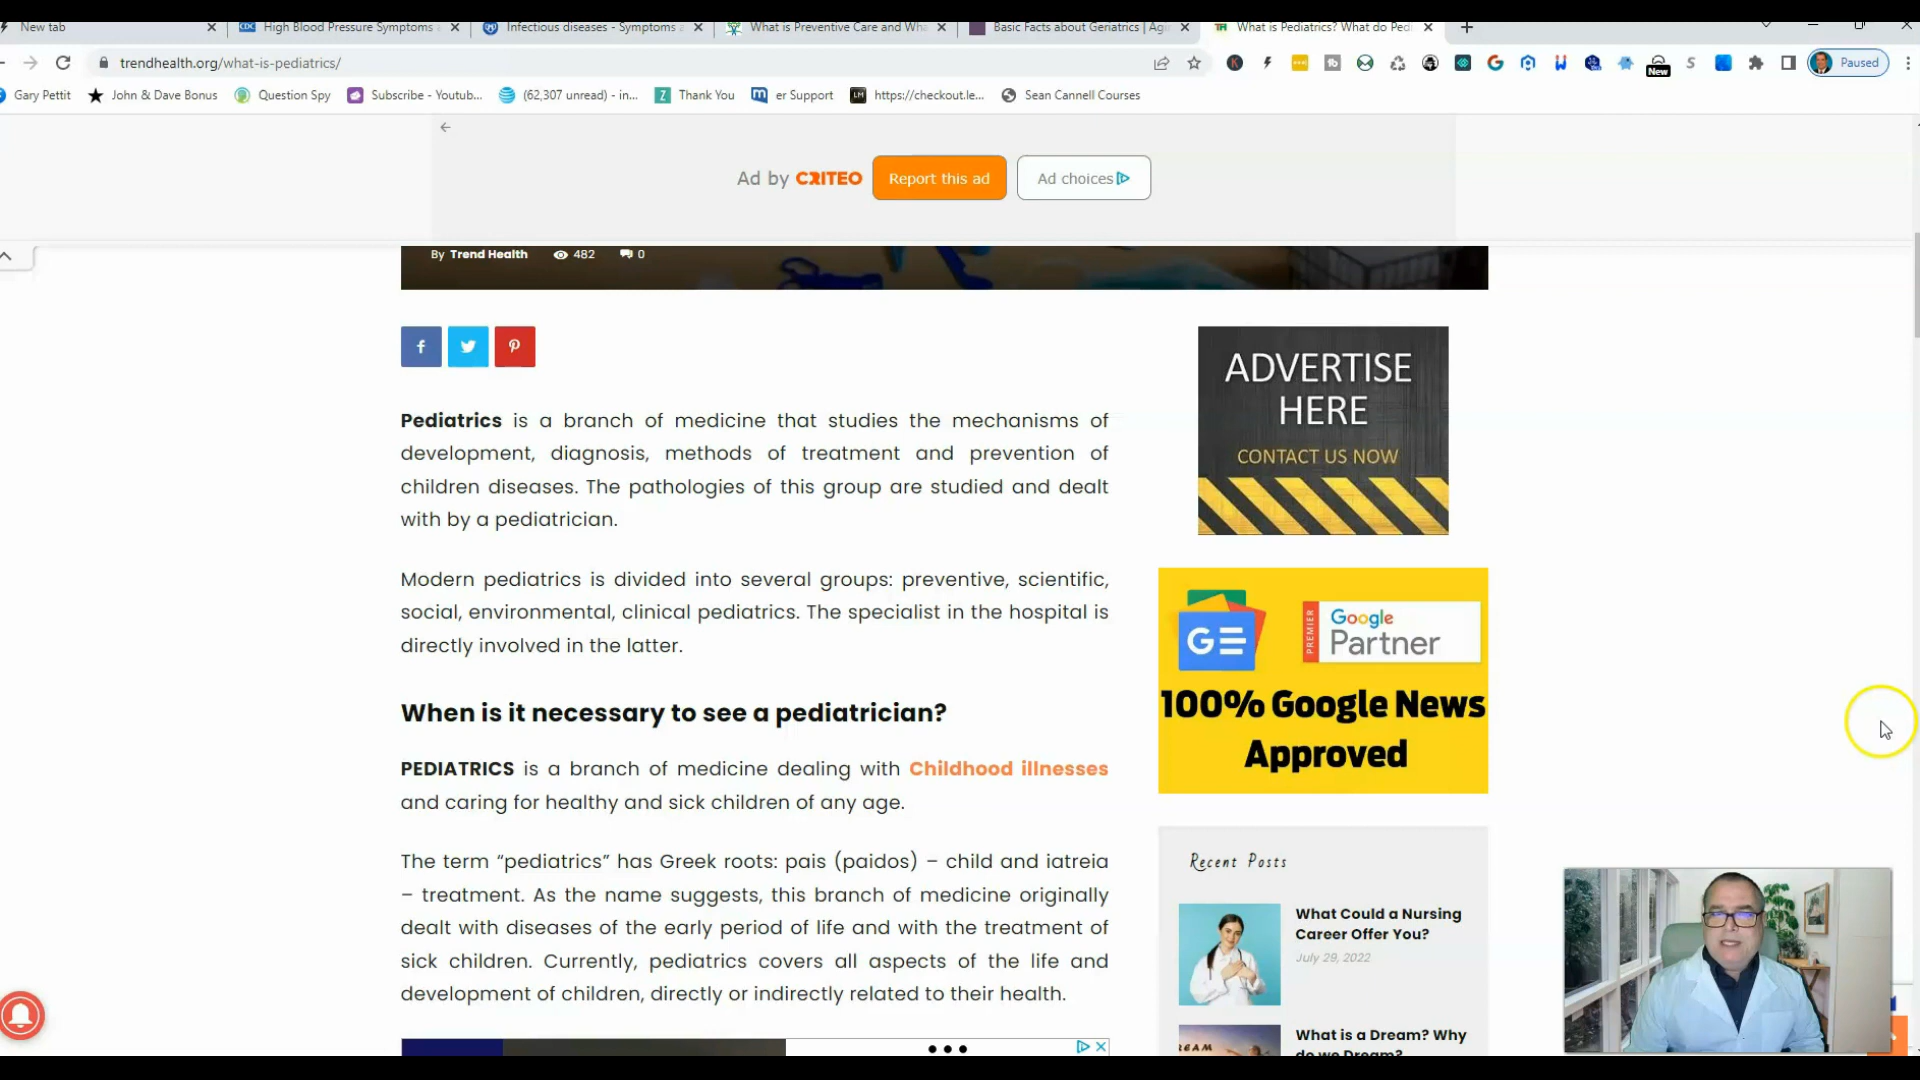 New tab
High Blood Pressure Symptoms
Infectious diseases - Symptoms
What is Preventive Care and Wha
Basic Facts about Geriatrics | Agi
What is Pediatrics? What do Ped
trendhealth.org/what-is-pediatrics/
New
Paused
Gary Pettit
John & Dave Bonus
Question Spy
Subscribe - Youtub...
(62,307 unread) - in...
Thank You
er Support
https://checkout.le...
Sean Cannell Courses
Ad by CRITEO
Report this ad
Ad choices
By Trend Health 482 0
Pediatrics is a branch of medicine that studies the mechanisms of
development, diagnosis, methods of treatment and prevention of
children diseases. The pathologies of this group are studied and dealt
with by a pediatrician.
Modern pediatrics is divided into several groups: preventive, scientific,
social, environmental, clinical pediatrics. The specialist in the hospital is
directly involved in the latter.
When is it necessary to see a pediatrician?
PEDIATRICS is a branch of medicine dealing with Childhood illnesses
and caring for healthy and sick children of any age.
The term “pediatrics” has Greek roots: pais (paidos) – child and iatreia
– treatment. As the name suggests, this branch of medicine originally
dealt with diseases of the early period of life and with the treatment of
sick children. Currently, pediatrics covers all aspects of the life and
development of children, directly or indirectly related to their health.
ADVERTISE
HERE
CONTACT US NOW
GE
PREMIER
Google
Partner
100% Google News
Approved
Recent Posts
What Could a Nursing
Career Offer You?
July 29, 2022
What is a Dream? Why
do we Dream?